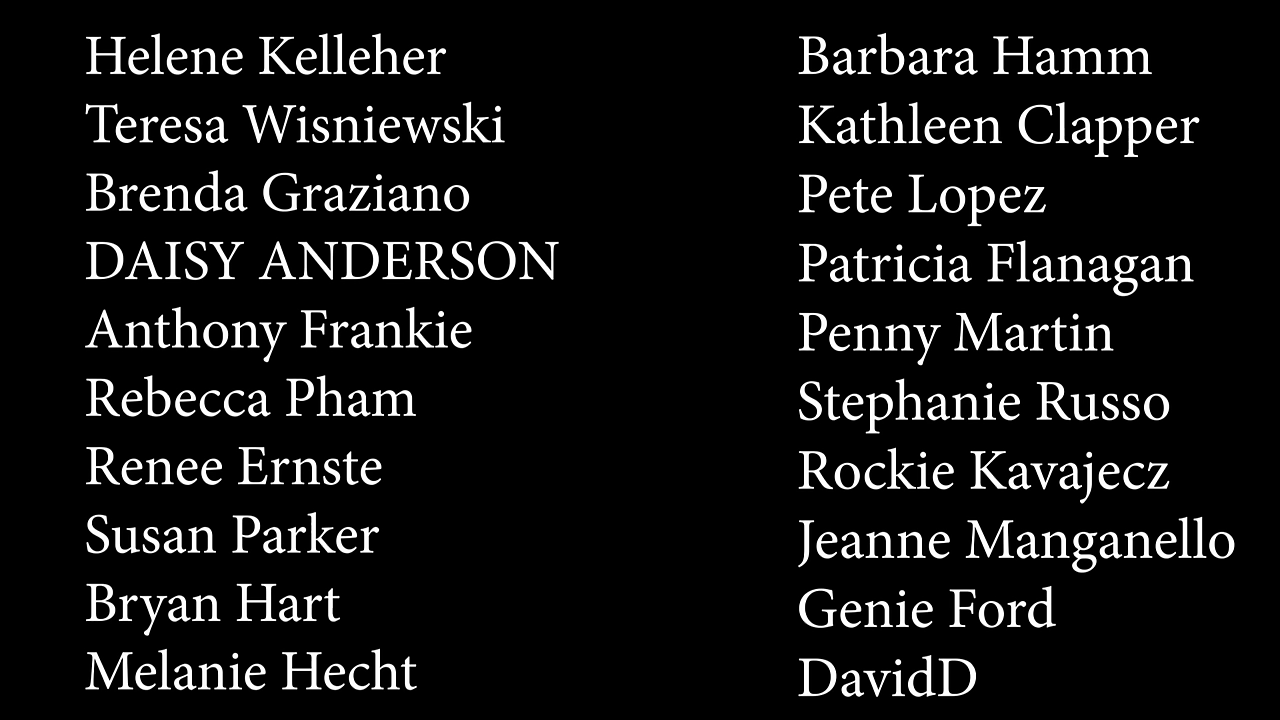 Helene Kelleher
Teresa Wisniewski
Brenda Graziano
DAISY ANDERSON
Anthony Frankie
Rebecca Pham
Renee Ernste
Susan Parker
Bryan Hart
Melanie Hecht
Barbara Hamm
Kathleen Clapper
Pete Lopez
Patricia Flanagan
Penny Martin
Stephanie Russo
Rockie Kavajecz
Jeanne Manganello
Genie Ford
DavidD